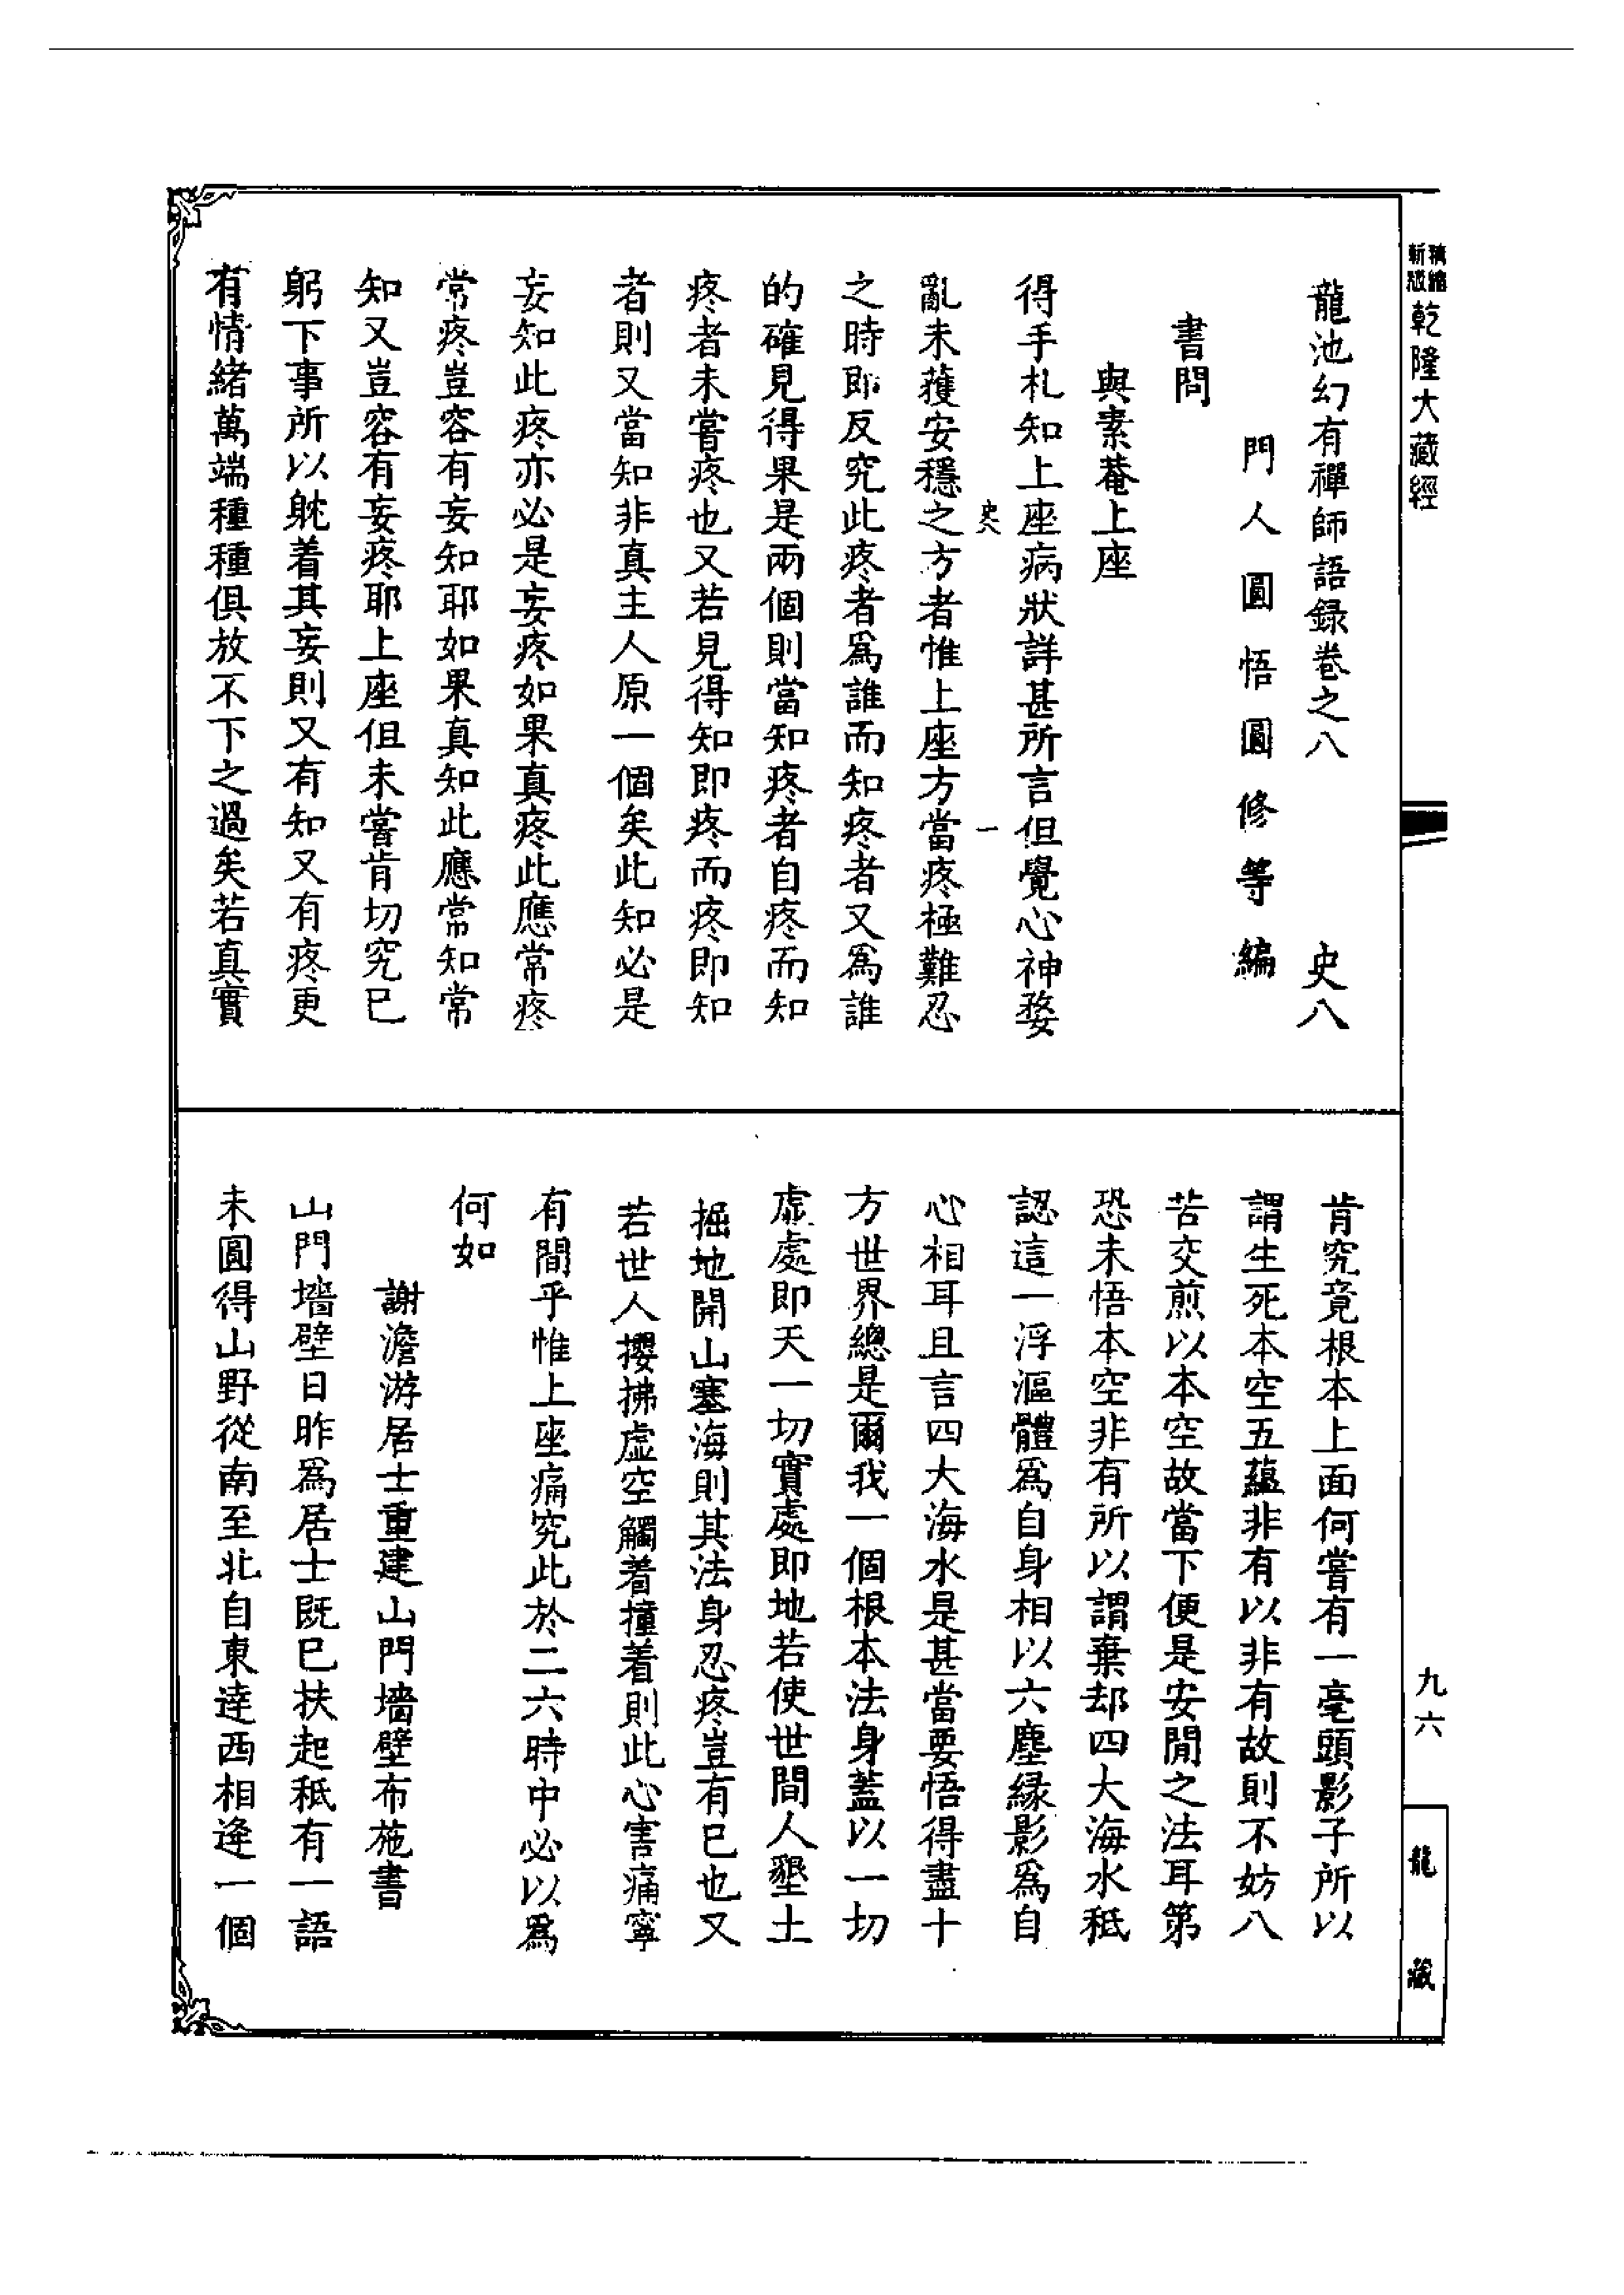 乾隆大藏經
龍池幻有禪師語録卷之八　史八
門人圓悟圓修等編
書問
與素菴上座
得手札知上座病狀詳甚所言但覺心神婺
史　一
亂未蒦安穩之方者惟上座方當疼極難忍
之時即反究此疼者爲誰而知疼者又爲誰
的確見得果是兩個則當知疼者自疼而知
疼者未嘗疼也又若見得知即疼而疼即知
者則又當知非真主人原一個矣此知必是
妄知此疼亦必是妄疼如果真疼此應常疼
常疼豈容有妄知耶如果真知此應常知常
知又豈容有妄疼耶上座但未嘗肯切究已
躬下事所以躭着其妄則又有知又有疼更
有情緒萬端種種俱放不下之過矣若真實
肯究竟根本上面何嘗有一毫頭影子所以
謂生死本空五蘊非有以非有故則不妨八
苦交煎以本空故當下便是安閒之法耳第
恐未悟本空非有所以謂棄却四大海水秪
認這一浮漚體爲自身相以六塵緣影爲自
心相耳且言四大海水是甚當要悟得盡十
方世界總是爾我一個根本法身蓋以一切
虛處即天一切實處即地若使世間人墾土
掘地開山塞海則其法身忍疼豈有已也又
若世人攖拂虛空觸着撞着則此心害痛寧
有間乎惟上座痛究此於二六時中必以爲
何如
謝澹游居士重建山門墻壁布施書
山門墻壁日昨爲居士既已扶起秪有一語
未圓得山野從南至北自東達西相逢一個
九六
龍藏